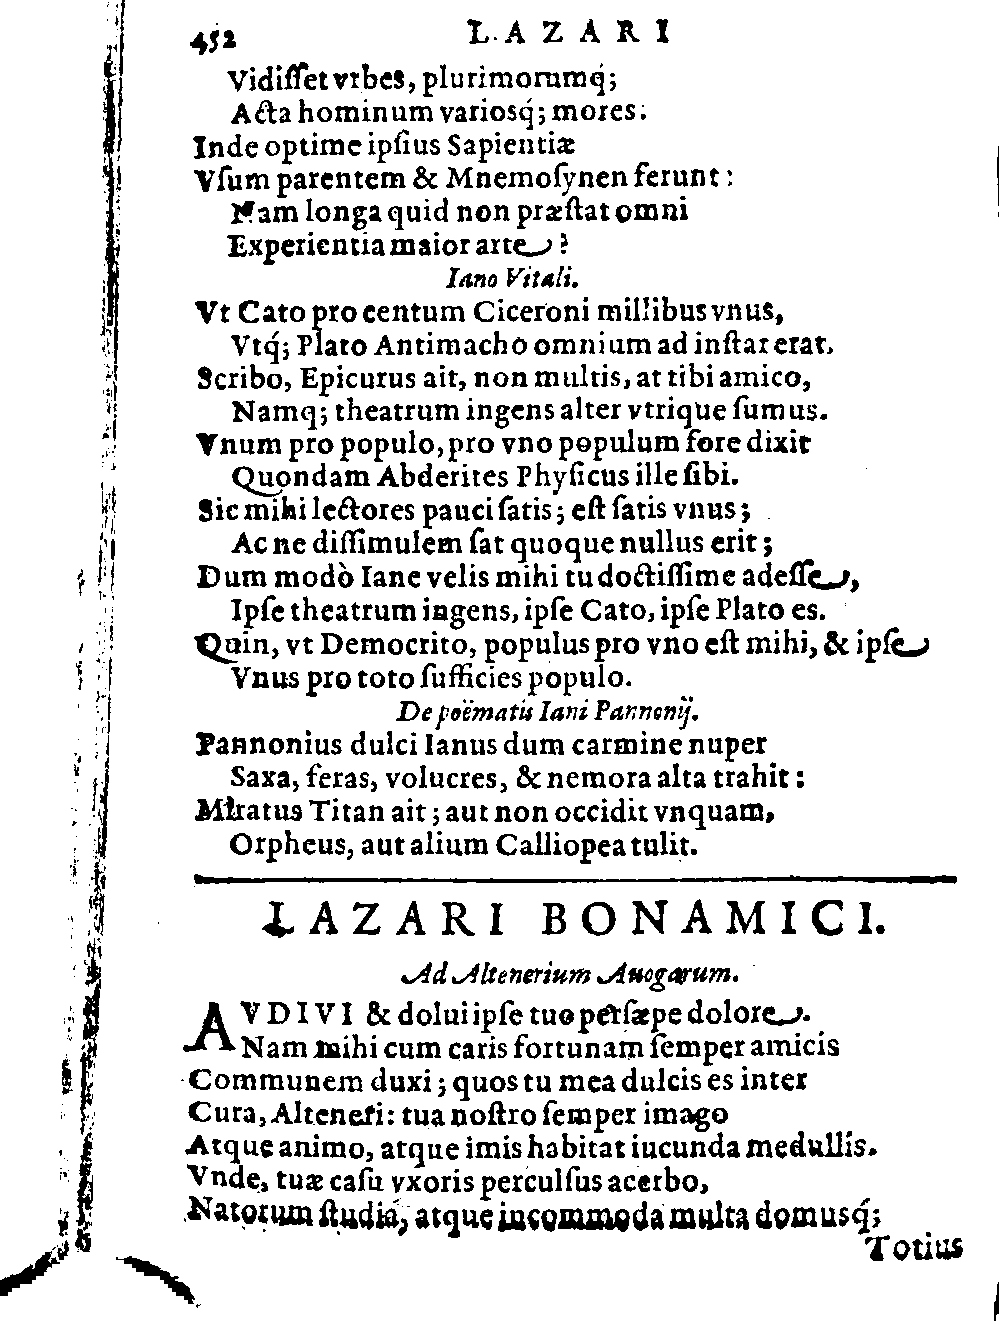 452 LAZARI
Vidiſſet vrbes, plurimorumq́;
Acta hominum variosq́; mores.
Inde optime ipſius Sapientiæ
Vſum parentem & Mnemoſynen ferunt:
Nam longa quid non præſtat omni
Experientia maior arte?
Iano Vitali.
Vt Cato pro centum Ciceroni millibus vnus,
Vtq́; Plato Antimacho omnium ad inſtar erat.
Scribo, Epicurus ait, non multis, at tibi amico,
Namq; theatrum ingens alter vtrique ſumus.
Vnum pro populo, pro vno populum fore dixit
Quondam Abderites Phyſicus ille ſibi.
Sic mihi lectores pauci ſatis; eſt ſatis vnus;
Ac ne diſſimulem ſat quoque nullus erit;
Dum modò Iane velis mihi tu doctiſſime adeſſe,
Ipſe theatrum ingens, ipſe Cato, ipſe Plato es.
Quin, vt Democrito, populus pro vno eſt mihi, & ipſe
Vnus pro toto ſufficies populo.
De poëmatis Iani Pannonij.
Pannonius dulci Ianus dum carmine nuper
Saxa, feras, volucres, & nemora alta trahit:
Miratus Titan ait; aut non occidit vnquam,
Orpheus, aut alium Calliopea tulit.
LAZARI BONAMICI.
Ad Altenerium Auogarum.
AVDIVI & dolui ipſe tuo perſæpe dolore.
Nam mihi cum caris fortunam ſemper amicis
Communem duxi; quos tu mea dulcis es inter
Cura, Alteneri: tua noſtro ſemper imago
Atque animo, atque imis habitat iucunda medullis.
Vnde, tuæ caſu vxoris perculſus acerbo,
Natorum ſtudiá, atque incommoda multa domusq́;
Totius